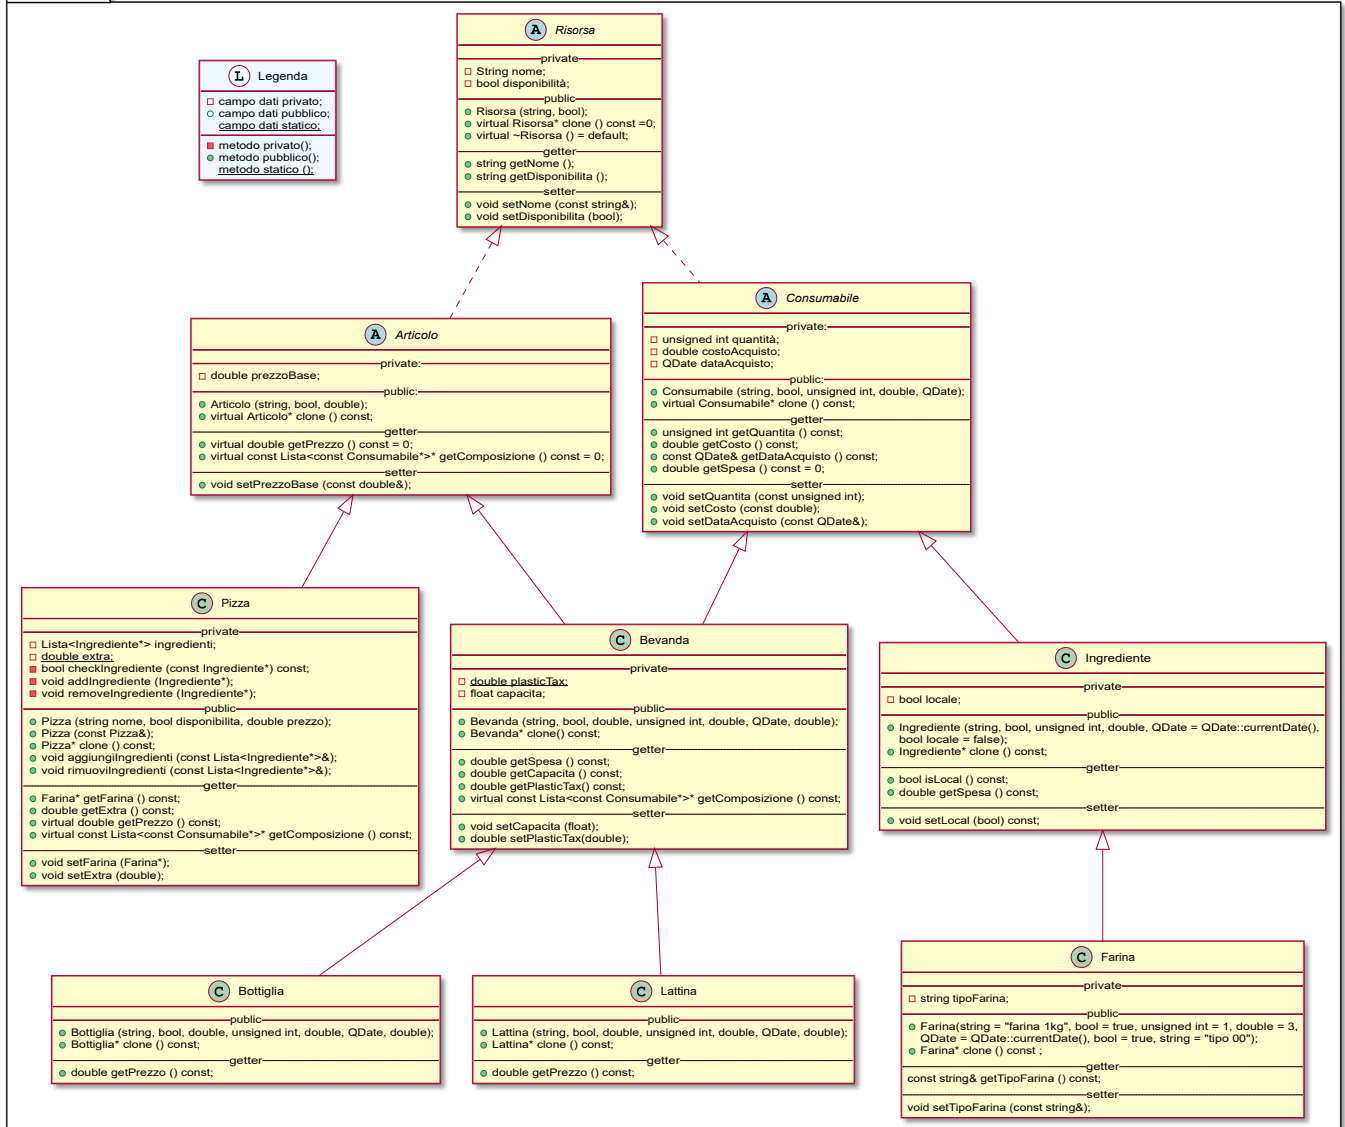 A Risorsa
private
String nome;
bool disponibilità;
public
Risorsa (string, bool);
virtual Risorsa* clone () const =0;
virtual ~Risorsa () = default;
getter
string getNome ();
string getDisponibilita ();
setter
void setNome (const string&);
void setDisponibilita (bool);
L Legenda
campo dati privato;
campo dati pubblico;
campo dati statico;
metodo privato();
metodo pubblico();
metodo statico ();
A Articolo
private:
double prezzoBase;
public:
Articolo (string, bool, double);
virtual Articolo* clone () const;
getter
virtual double getPrezzo () const = 0;
virtual const Lista<const Consumabile*>* getComposizione () const = 0;
setter
void setPrezzoBase (const double&);
A Consumabile
private:
unsigned int quantità;
double costoAcquisto;
QDate dataAcquisto;
public:
Consumabile (string, bool, unsigned int, double, QDate);
virtual Consumabile* clone () const;
getter
unsigned int getQuantita () const;
double getCosto () const;
const QDate& getDataAcquisto () const;
double getSpesa () const = 0;
setter
void setQuantita (const unsigned int);
void setCosto (const double);
void setDataAcquisto (const QDate&);
C Pizza
private
Lista<Ingrediente*> ingredienti;
double extra;
bool checkIngrediente (const Ingrediente*) const;
void addIngrediente (Ingrediente*);
void removeIngrediente (Ingrediente*);
public
Pizza (string nome, bool disponibilita, double prezzo);
Pizza (const Pizza&);
Pizza* clone () const;
void aggiungiIngredienti (const Lista<Ingrediente*>&);
void rimuoviIngredienti (const Lista<Ingrediente*>&);
getter
Farina* getFarina () const;
double getExtra () const;
virtual double getPrezzo () const;
virtual const Lista<const Consumabile*>* getComposizione () const;
setter
void setFarina (Farina*);
void setExtra (double);
C Bevanda
private
double plasticTax;
float capacita;
public
Bevanda (string, bool, double, unsigned int, double, QDate, double);
Bevanda* clone() const;
getter
double getSpesa () const;
double getCapacita () const;
double getPlasticTax() const;
virtual const Lista<const Consumabile*>* getComposizione () const;
setter
void setCapacita (float);
double setPlasticTax(double);
C Ingrediente
private
bool locale;
public
Ingrediente (string, bool, unsigned int, double, QDate = QDate::currentDate(),
bool locale = false);
Ingrediente* clone () const;
getter
bool isLocal () const;
double getSpesa () const;
setter
void setLocal (bool) const;
C Bottiglia
public
Bottiglia (string, bool, double, unsigned int, double, QDate, double);
Bottiglia* clone () const;
getter
double getPrezzo () const;
C Lattina
public
Lattina (string, bool, double, unsigned int, double, QDate, double);
Lattina* clone () const;
getter
double getPrezzo () const;
C Farina
private
string tipoFarina;
public
Farina(string = "farina 1kg", bool = true, unsigned int = 1, double = 3,
QDate = QDate::currentDate(), bool = true, string = "tipo 00");
Farina* clone () const ;
getter
const string& getTipoFarina () const;
setter
void setTipoFarina (const string&);